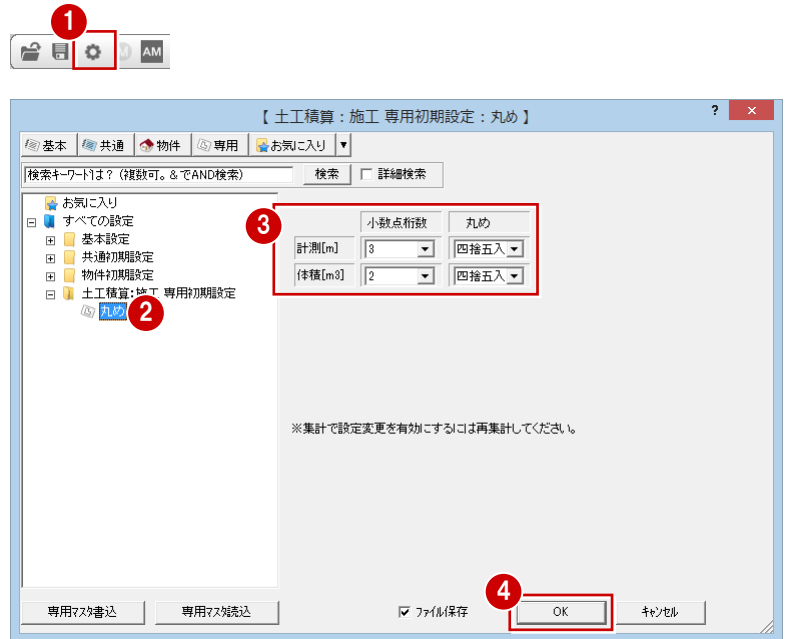 1
AM
【 土工積算：施工 専用初期設定：丸め 】
?
×
基本
共通
物件
専用
お気に入り
検索キーワードは？（複数可。& でAND検索）
検索
詳細検索
お気に入り
すべての設定
基本設定
共通初期設定
物件初期設定
土工積算:施工 専用初期設定
丸め
2
3
小数点桁数
丸め
計測[m]
3
四捨五入
体積[m3]
2
四捨五入
※集計で設定変更を有効にするには再集計してください。
専用マスタ書込
専用マスタ読込
ファイル保存
4
OK
キャンセル